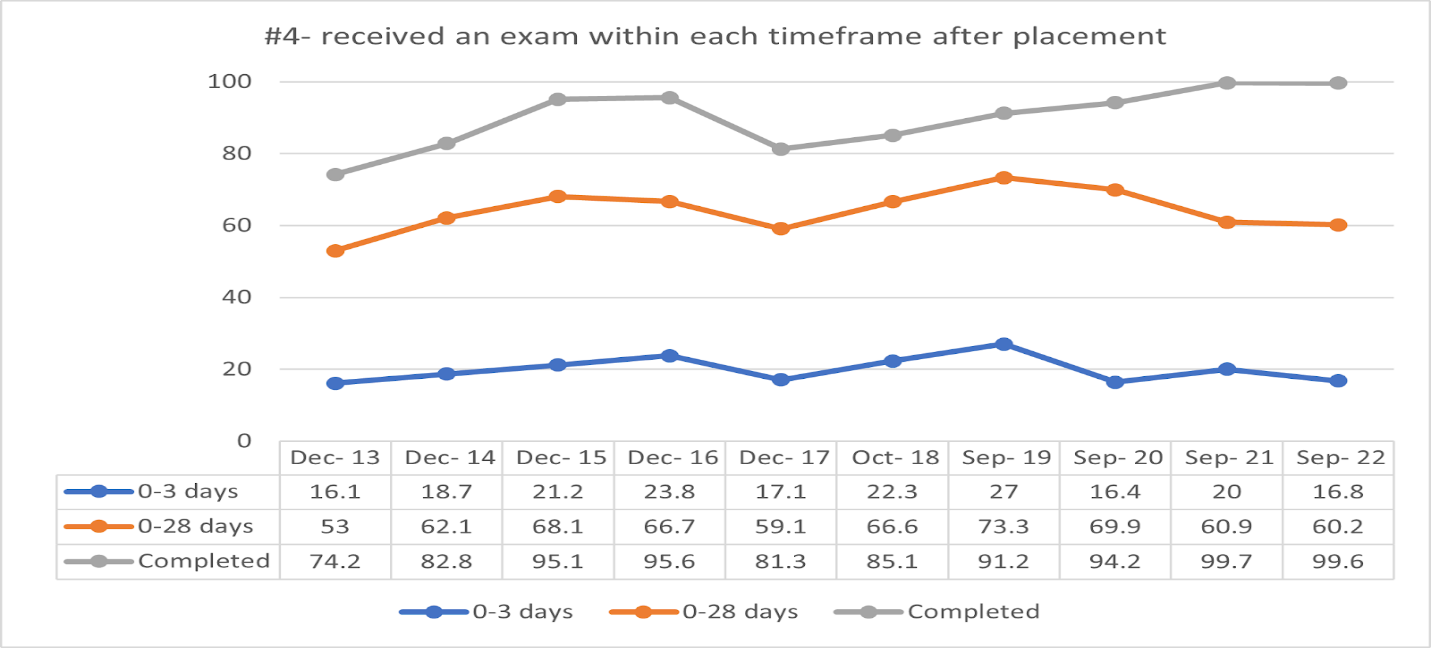 #4- received an exam within each timeframe after placement
100
80
60
40
20
0
Dec- 13 Dec- 14 Dec- 15 Dec- 16 Dec- 17 Oct- 18 Sep- 19 Sep- 20 Sep- 21 Sep- 22
0-3 days 16.1 18.7 21.2 23.8 17.1 22.3 27 16.4 20 16.8
0-28 days 53 62.1 68.1 66.7 59.1 66.6 73.3 69.9 60.9 60.2
Completed 74.2 82.8 95.1 95.6 81.3 85.1 91.2 94.2 99.7 99.6
0-3 days 0-28 days Completed